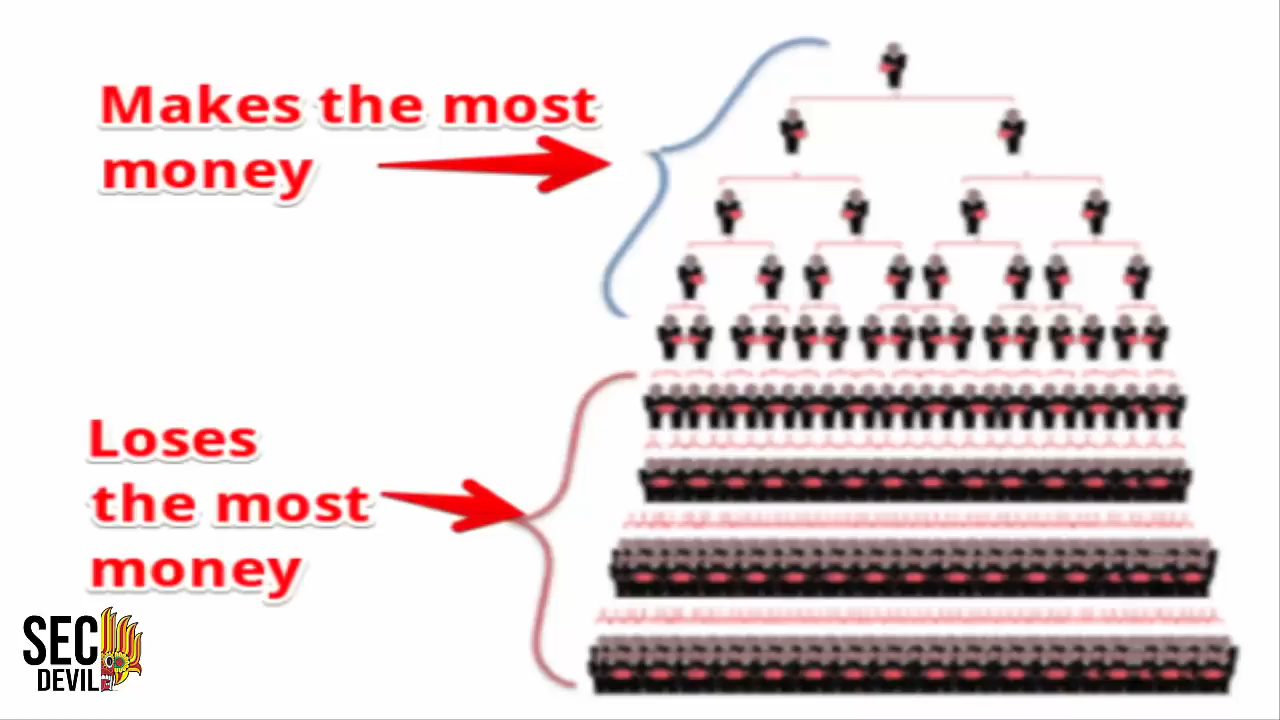 Makes the most
money
Loses
the most
money
SEC
DEVIL